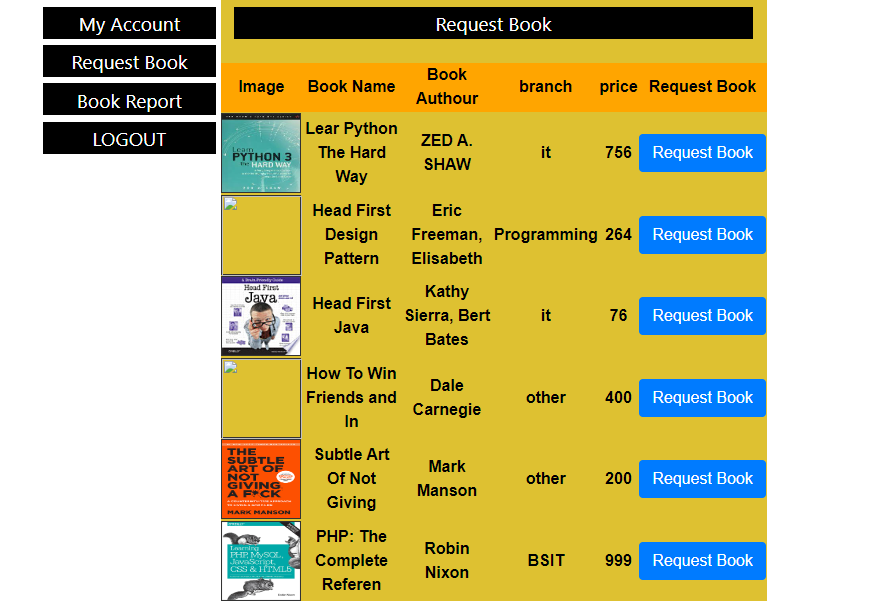 My Account
Request Book
Book Report
LOGOUT
Request Book
Image Book Name Book Authour branch price Request Book
Learn
PYTHON 3
THE HARD WAY
Lear Python
The Hard
Way
ZED A.
SHAW
it
756
Request Book
Head First
Design
Pattern
Eric
Freeman,
Elisabeth
Programming
264
Request Book
Head First
Java
Head First
Java
Kathy
Sierra, Bert
Bates
it
76
Request Book
How To Win
Friends and
In
Dale
Carnegie
other
400
Request Book
THE
SUBTLE
ART OF
NOT
GIVING
A F*CK
MARK MANSON
Subtle Art
Of Not
Giving
Mark
Manson
other
200
Request Book
Learning
PHP, MySQL,
JavaScript,
CSS & HTML5
PHP: The
Complete
Referen
Robin
Nixon
BSIT
999
Request Book